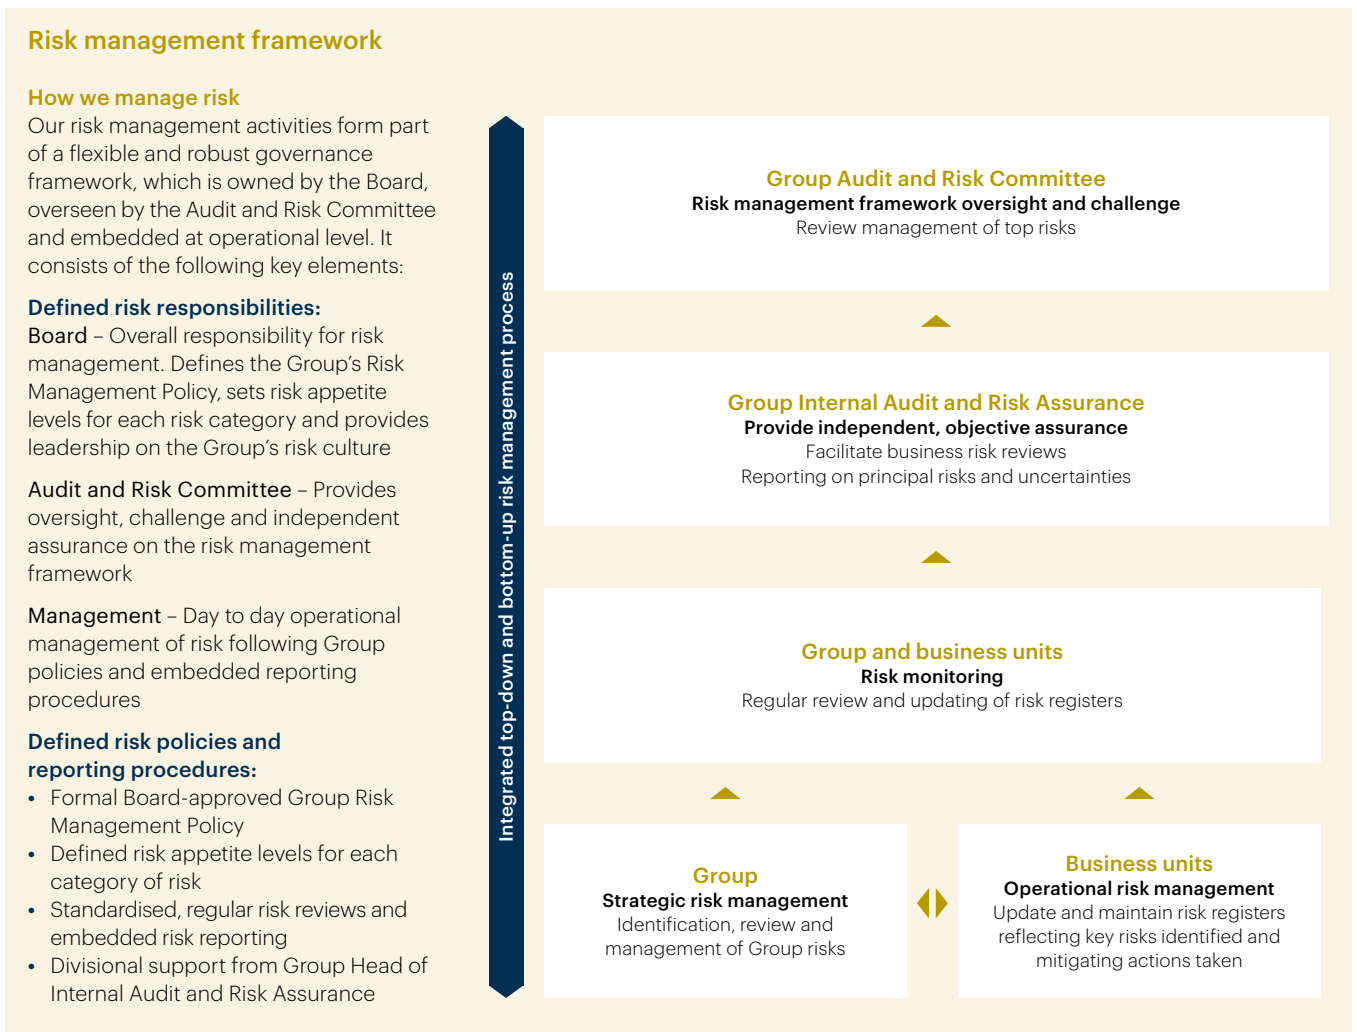 Risk management framework
How we manage risk
Our risk management activities form part
of a flexible and robust governance
framework, which is owned by the Board,
overseen by the Audit and Risk Committee
and embedded at operational level. It
consists of the following key elements:
Defined risk responsibilities:
Board – Overall responsibility for risk
management. Defines the Group’s Risk
Management Policy, sets risk appetite
levels for each risk category and provides
leadership on the Group’s risk culture
Audit and Risk Committee – Provides
oversight, challenge and independent
assurance on the risk management
framework
Management – Day to day operational
management of risk following Group
policies and embedded reporting
procedures
Defined risk policies and
reporting procedures:
• Formal Board-approved Group Risk
Management Policy
• Defined risk appetite levels for each
category of risk
• Standardised, regular risk reviews and
embedded risk reporting
• Divisional support from Group Head of
Internal Audit and Risk Assurance
Integrated top-down and bottom-up risk management process
Group Audit and Risk Committee
Risk management framework oversight and challenge
Review management of top risks
Group Internal Audit and Risk Assurance
Provide independent, objective assurance
Facilitate business risk reviews
Reporting on principal risks and uncertainties
Group and business units
Risk monitoring
Regular review and updating of risk registers
Group
Strategic risk management
Identification, review and
management of Group risks
Business units
Operational risk management
Update and maintain risk registers
reflecting key risks identified and
mitigating actions taken